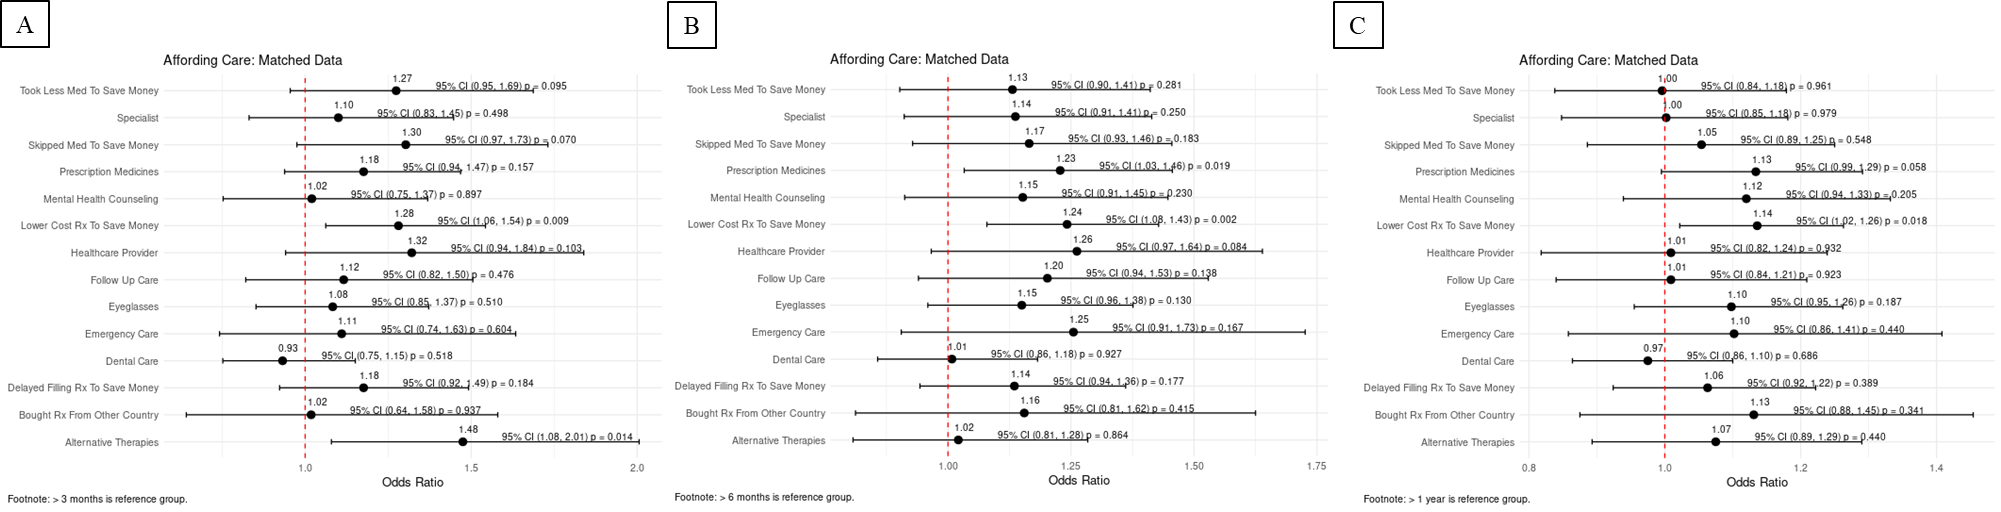 A
Affording Care: Matched Data
Took Less Med To Save Money
1.27
95% CI (0.95, 1.69) p = 0.095
Specialist
1.10
95% CI (0.83, 1.45) p = 0.498
Skipped Med To Save Money
1.30
95% CI (0.97, 1.73) p = 0.070
Prescription Medicines
1.18
95% CI (0.94, 1.47) p = 0.157
Mental Health Counseling
1.02
95% CI (0.75, 1.37) p = 0.897
Lower Cost Rx To Save Money
1.28
95% CI (1.06, 1.54) p = 0.009
Healthcare Provider
1.32
95% CI (0.94, 1.84) p = 0.103
Follow Up Care
1.12
95% CI (0.82, 1.50) p = 0.476
Eyeglasses
1.08
95% CI (0.85, 1.37) p = 0.510
Emergency Care
1.11
95% CI (0.74, 1.63) p = 0.604
Dental Care
0.93
95% CI (0.75, 1.15) p = 0.518
Delayed Filling Rx To Save Money
1.18
95% CI (0.92, 1.49) p = 0.184
Bought Rx From Other Country
1.02
95% CI (0.64, 1.58) p = 0.937
Alternative Therapies
1.48
95% CI (1.08, 2.01) p = 0.014
1.0 1.5 2.0
Odds Ratio
Footnote: > 3 months is reference group.
B
Affording Care: Matched Data
Took Less Med To Save Money
1.13
95% CI (0.90, 1.41) p = 0.281
Specialist
1.14
95% CI (0.91, 1.41) p = 0.250
Skipped Med To Save Money
1.17
95% CI (0.93, 1.46) p = 0.183
Prescription Medicines
1.23
95% CI (1.03, 1.46) p = 0.019
Mental Health Counseling
1.15
95% CI (0.91, 1.45) p = 0.230
Lower Cost Rx To Save Money
1.24
95% CI (1.08, 1.43) p = 0.002
Healthcare Provider
1.26
95% CI (0.97, 1.64) p = 0.084
Follow Up Care
1.20
95% CI (0.94, 1.53) p = 0.138
Eyeglasses
1.15
95% CI (0.96, 1.38) p = 0.130
Emergency Care
1.25
95% CI (0.91, 1.73) p = 0.167
Dental Care
1.01
95% CI (0.86, 1.18) p = 0.927
Delayed Filling Rx To Save Money
1.14
95% CI (0.94, 1.36) p = 0.177
Bought Rx From Other Country
1.16
95% CI (0.81, 1.62) p = 0.415
Alternative Therapies
1.02
95% CI (0.81, 1.28) p = 0.864
1.00 1.25 1.50 1.75
Odds Ratio
Footnote: > 6 months is reference group.
C
Affording Care: Matched Data
Took Less Med To Save Money
1.00
95% CI (0.84, 1.18) p = 0.961
Specialist
1.00
95% CI (0.85, 1.18) p = 0.979
Skipped Med To Save Money
1.05
95% CI (0.89, 1.25) p = 0.548
Prescription Medicines
1.13
95% CI (0.99, 1.29) p = 0.058
Mental Health Counseling
1.12
95% CI (0.94, 1.33) p = 0.205
Lower Cost Rx To Save Money
1.14
95% CI (1.02, 1.26) p = 0.018
Healthcare Provider
1.01
95% CI (0.82, 1.24) p = 0.932
Follow Up Care
1.01
95% CI (0.84, 1.21) p = 0.923
Eyeglasses
1.10
95% CI (0.95, 1.26) p = 0.187
Emergency Care
1.10
95% CI (0.86, 1.41) p = 0.440
Dental Care
0.97
95% CI (0.86, 1.10) p = 0.686
Delayed Filling Rx To Save Money
1.06
95% CI (0.92, 1.22) p = 0.389
Bought Rx From Other Country
1.13
95% CI (0.88, 1.45) p = 0.341
Alternative Therapies
1.07
95% CI (0.89, 1.29) p = 0.440
0.8 1.0 1.2 1.4
Odds Ratio
Footnote: > 1 year is reference group.